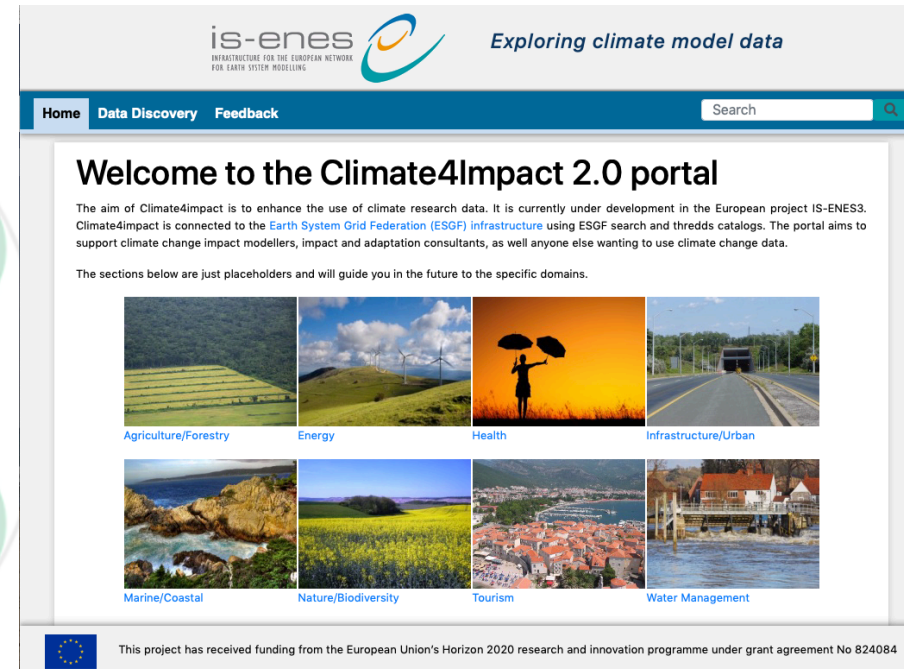 is-enes
INFRASTRUCTURE FOR THE EUROPEAN NETWORK
FOR EARTH SYSTEM MODELLING
Exploring climate model data
Home Data Discovery Feedback Search
Welcome to the Climate4Impact 2.0 portal
The aim of Climate4impact is to enhance the use of climate research data. It is currently under development in the European project IS-ENES3.
Climate4impact is connected to the Earth System Grid Federation (ESGF) infrastructure using ESGF search and thredds catalogs. The portal aims to
support climate change impact modellers, impact and adaptation consultants, as well anyone else wanting to use climate change data.
The sections below are just placeholders and will guide you in the future to the specific domains.
Agriculture/Forestry Energy Health Infrastructure/Urban
Marine/Coastal Nature/Biodiversity Tourism Water Management
This project has received funding from the European Union's Horizon 2020 research and innovation programme under grant agreement No 824084